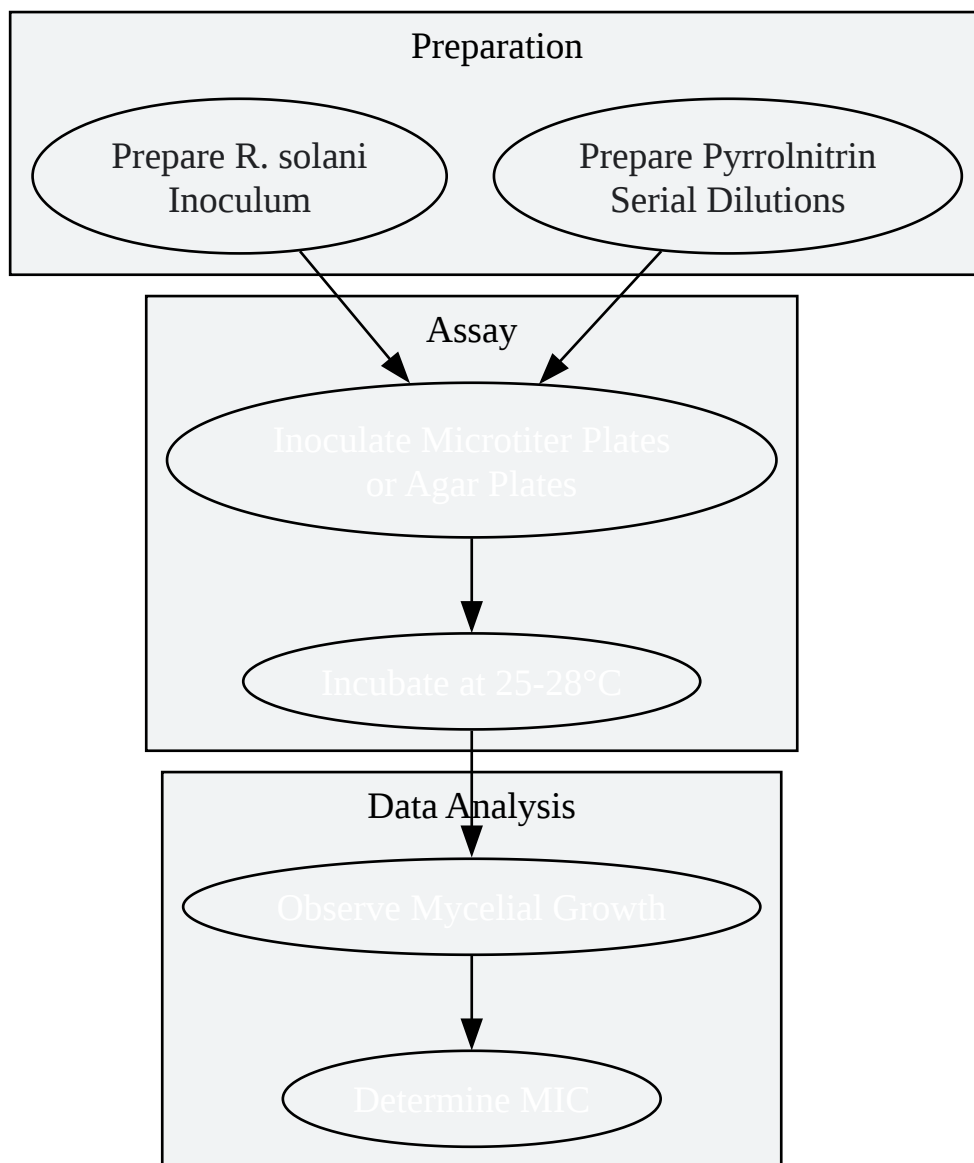 Preparation
Prepare R. solani
Inoculum
Prepare Pyrrolnitrin
Serial Dilutions
Assay
Inoculate Microtiter Plates
or Agar Plates
Incubate at 25-28°C
Data Analysis
Observe Mycelial Growth
Determine MIC